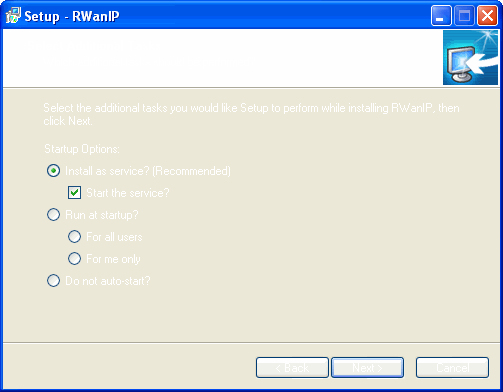 Setup - RWanIP
Select the additional tasks you would like Setup to perform while installing RWanIP, then
click Next.
Startup Options:
Install as service? (Recommended)
Start the service?
Run at startup?
For all users
For me only
Do not auto-start?
< Back
Next >
Cancel